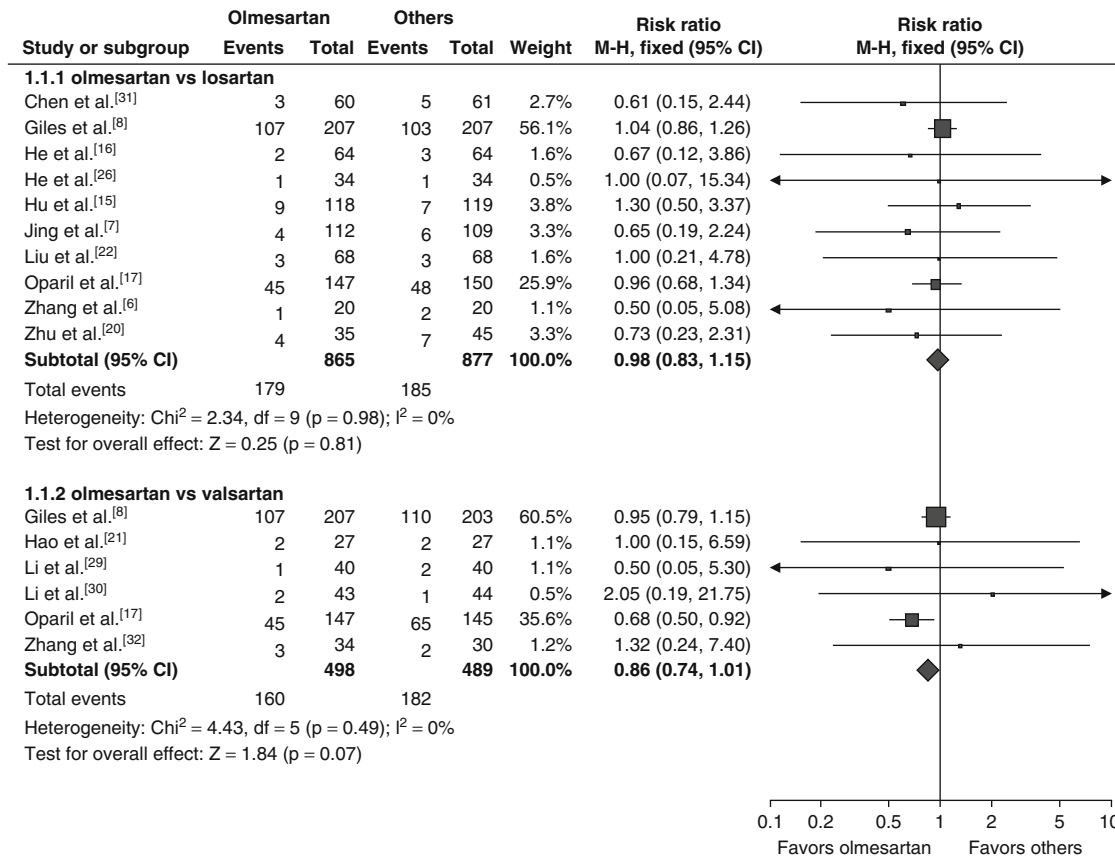 Olmesartan Others Risk ratio Risk ratio
Study or subgroup Events Total Events Total Weight M-H, fixed (95% CI) M-H, fixed (95% CI)
1.1.1 olmesartan vs losartan
Chen et al.[31] 3 60 5 61 2.7% 0.61 (0.15, 2.44)
Giles et al.[8] 107 207 103 207 56.1% 1.04 (0.86, 1.26)
He et al.[16] 2 64 3 64 1.6% 0.67 (0.12, 3.86)
He et al.[26] 1 34 1 34 0.5% 1.00 (0.07, 15.34)
Hu et al.[15] 9 118 7 119 3.8% 1.30 (0.50, 3.37)
Jing et al.[7] 4 112 6 109 3.3% 0.65 (0.19, 2.24)
Liu et al.[22] 3 68 3 68 1.6% 1.00 (0.21, 4.78)
Oparil et al.[17] 45 147 48 150 25.9% 0.96 (0.68, 1.34)
Zhang et al.[6] 1 20 2 20 1.1% 0.50 (0.05, 5.08)
Zhu et al.[20] 4 35 7 45 3.3% 0.73 (0.23, 2.31)
Subtotal (95% CI) 865 877 100.0% 0.98 (0.83, 1.15)
Total events 179 185
Heterogeneity: Chi² = 2.34, df = 9 (p = 0.98); I² = 0%
Test for overall effect: Z = 0.25 (p = 0.81)
1.1.2 olmesartan vs valsartan
Giles et al.[8] 107 207 110 203 60.5% 0.95 (0.79, 1.15)
Hao et al.[21] 2 27 2 27 1.1% 1.00 (0.15, 6.59)
Li et al.[29] 1 40 2 40 1.1% 0.50 (0.05, 5.30)
Li et al.[30] 2 43 1 44 0.5% 2.05 (0.19, 21.75)
Oparil et al.[17] 45 147 65 145 35.6% 0.68 (0.50, 0.92)
Zhang et al.[32] 3 34 2 30 1.2% 1.32 (0.24, 7.40)
Subtotal (95% CI) 498 489 100.0% 0.86 (0.74, 1.01)
Total events 160 182
Heterogeneity: Chi² = 4.43, df = 5 (p = 0.49); I² = 0%
Test for overall effect: Z = 1.84 (p = 0.07)
0.1 0.2 0.5 1 2 5 10
Favors olmesartan Favors others